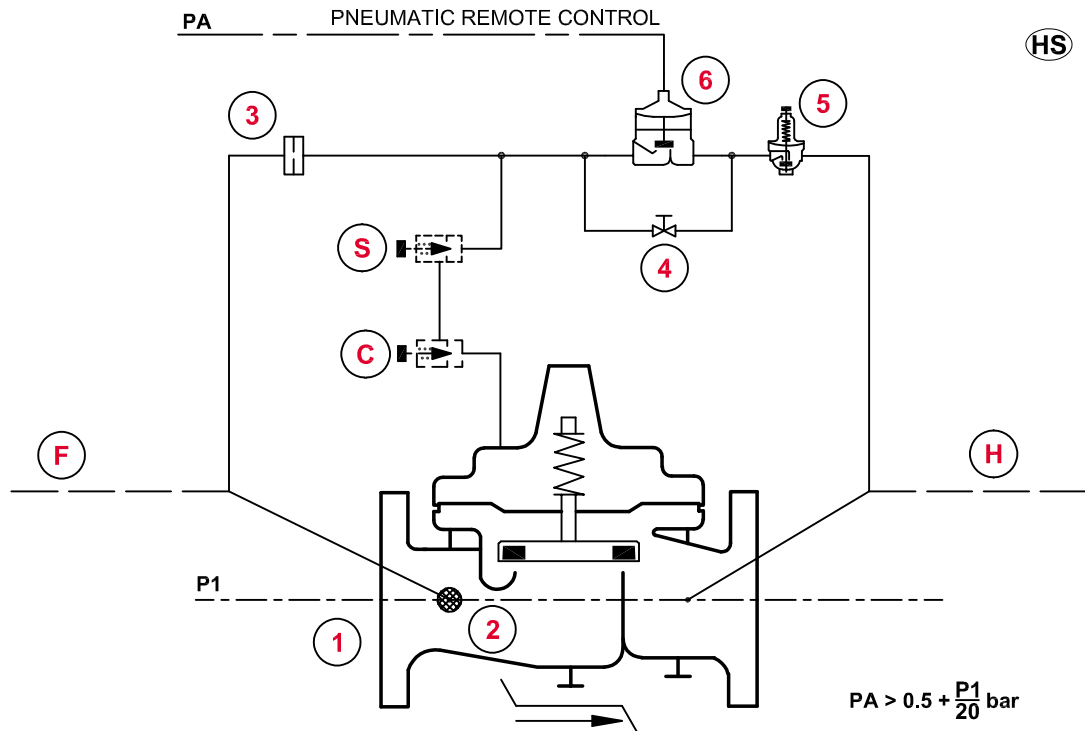 PA
PNEUMATIC REMOTE CONTROL
HS
6
5
3
S
4
C
F
H
P1
2
1
PA > 0.5 + P1/20 bar